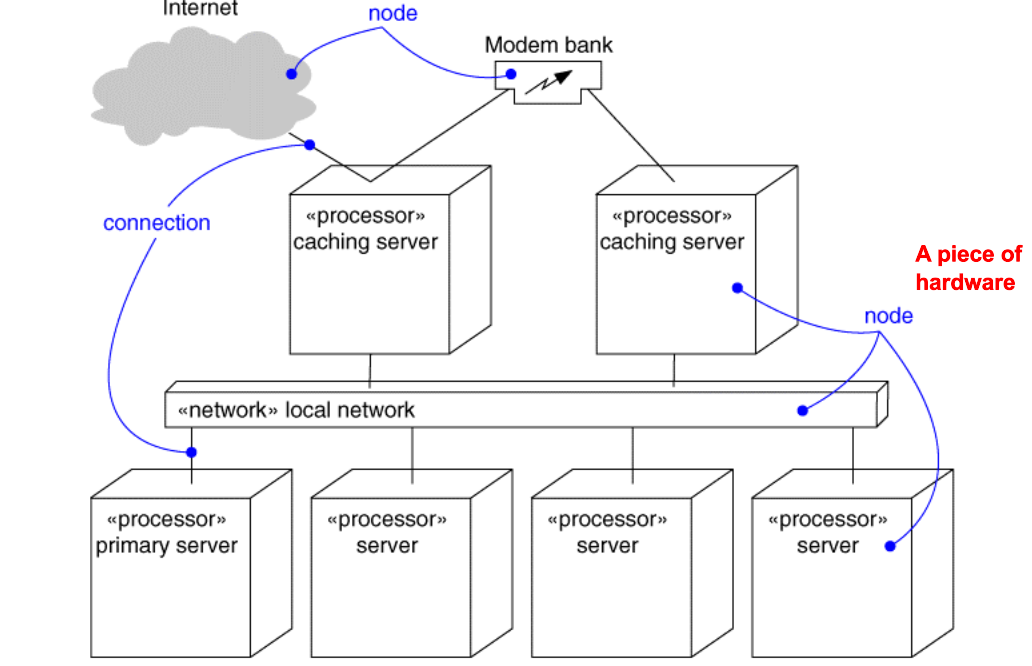 Internet
node
Modem bank
connection
«processor»
caching server
«processor»
caching server
A piece of
hardware
node
«network» local network
«processor»
primary server
«processor»
server
«processor»
server
«processor»
server